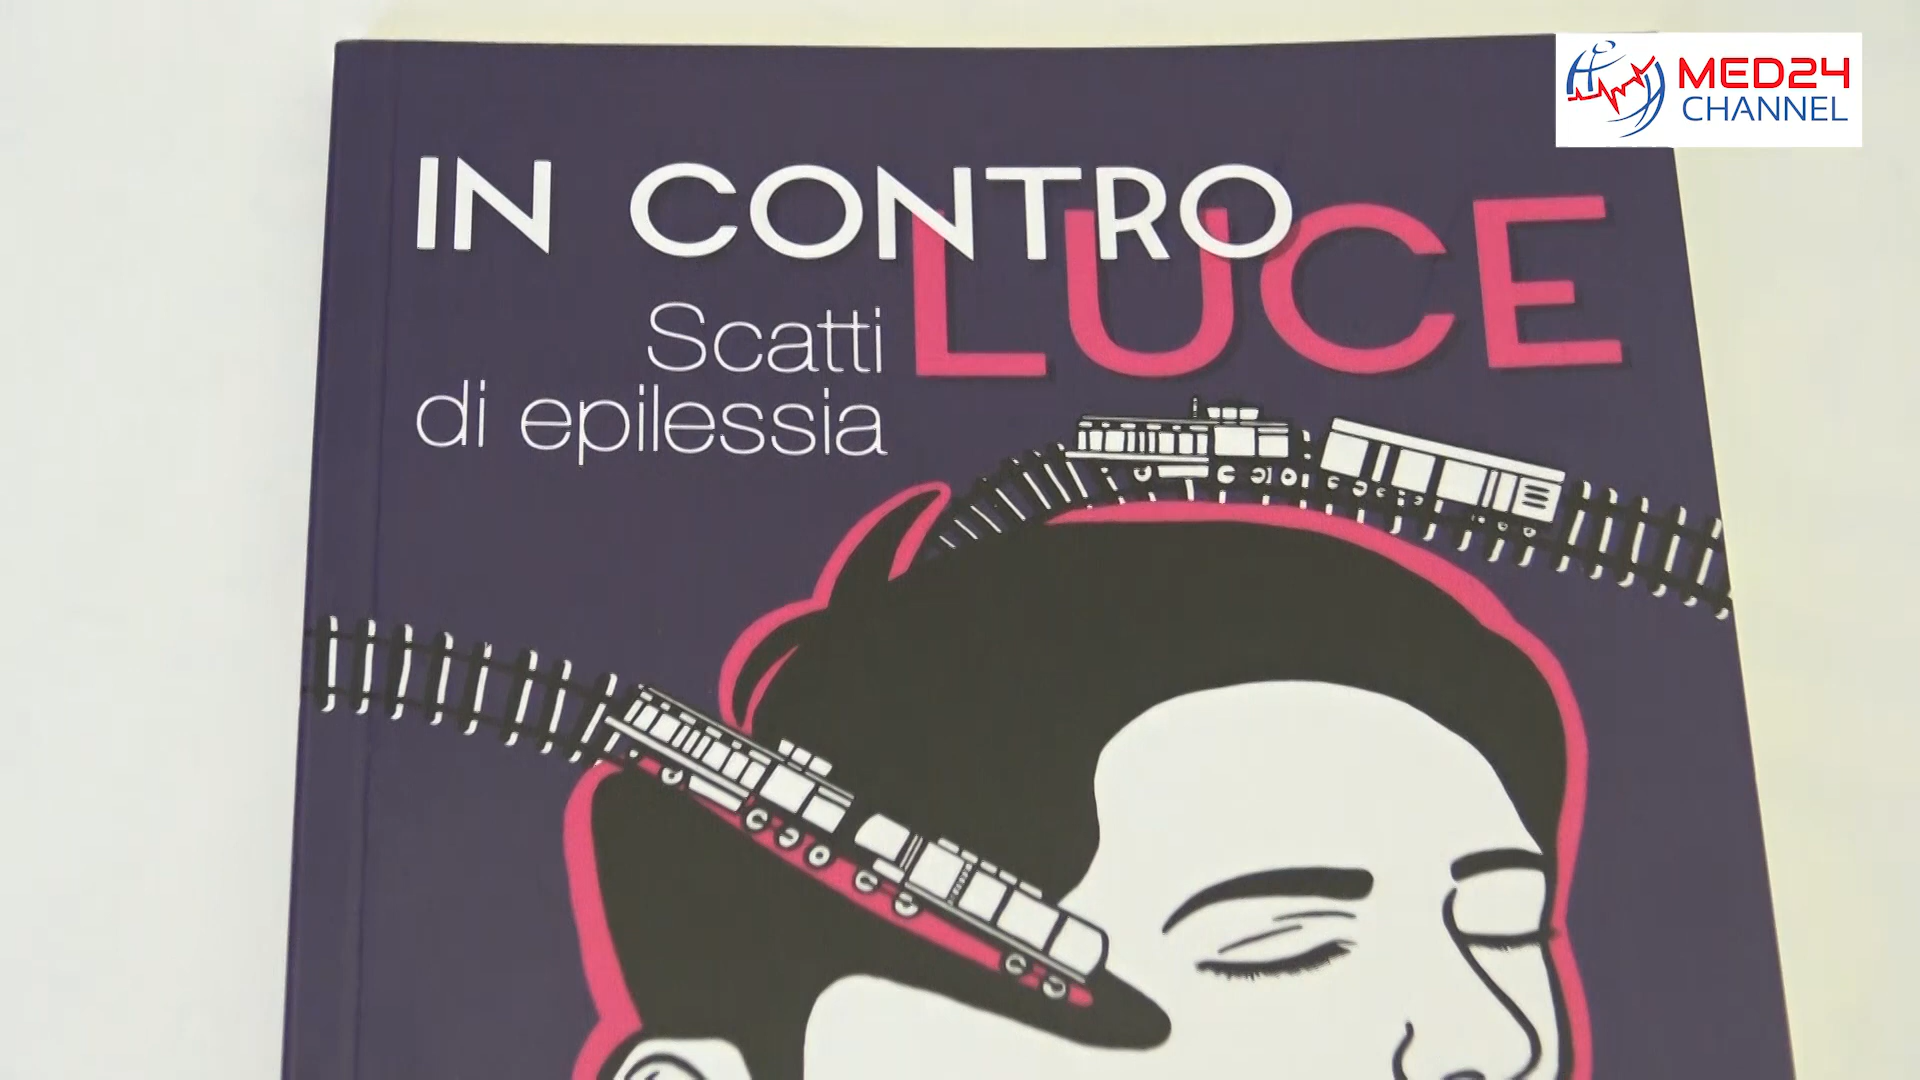 MED24
CHANNEL
IN CONTRO
LUCE
Scatti
di epilessia